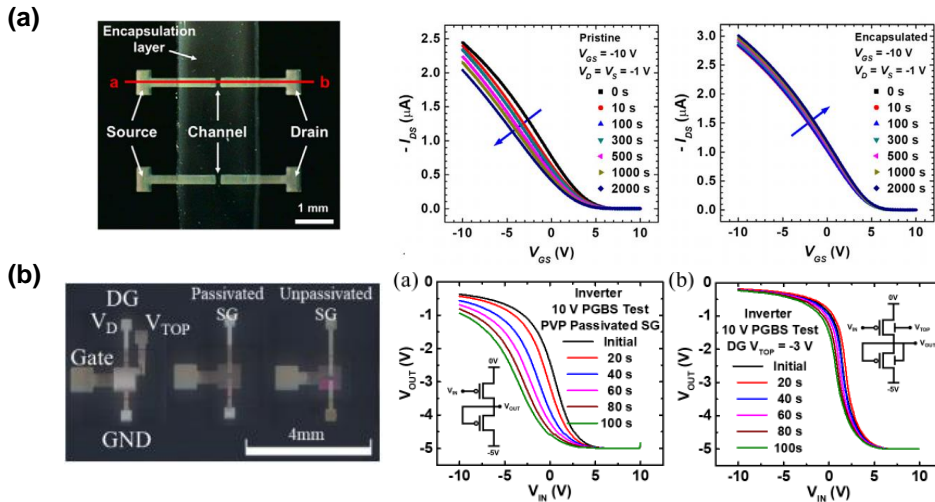 (a)
Encapsulation
layer
a
b
Source
Channel
Drain
1 mm
- I_DS (μA)
2.5
2.0
1.5
1.0
0.5
0.0
-10 -5 0 5 10
V_GS (V)
Pristine
V_GS = -10 V
V_D = V_S = -1 V
0 s
10 s
100 s
300 s
500 s
1000 s
2000 s
- I_DS (μA)
3.0
2.5
2.0
1.5
1.0
0.5
0.0
-10 -5 0 5 10
V_GS (V)
Encapsulated
V_GS = -10 V
V_D = V_S = -1 V
0 s
10 s
100 s
300 s
500 s
1000 s
2000 s
(b)
DG
V_D
V_TOP
Gate
GND
Passivated
SG
Unpassivated
SG
4mm
(a)
V_OUT (V)
0
-1
-2
-3
-4
-5
-10 -5 0 5 10
V_IN (V)
Inverter
10 V PGBS Test
PVP Passivated SG
Initial
20 s
40 s
60 s
80 s
100 s
0V
V_IN
V_OUT
-5V
(b)
V_OUT (V)
0
-1
-2
-3
-4
-5
-10 -5 0 5 10
V_IN (V)
Inverter
10 V PGBS Test
DG V_TOP = -3 V
Initial
20 s
40 s
60 s
80 s
100s
0V
V_IN
V_TOP
V_OUT
-5V